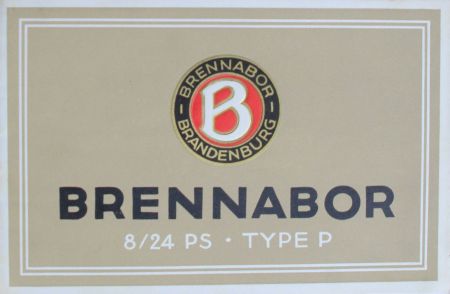 BRENNABOR
B
BRANDENBURG
BRENNABOR
8/24 PS · TYPE P